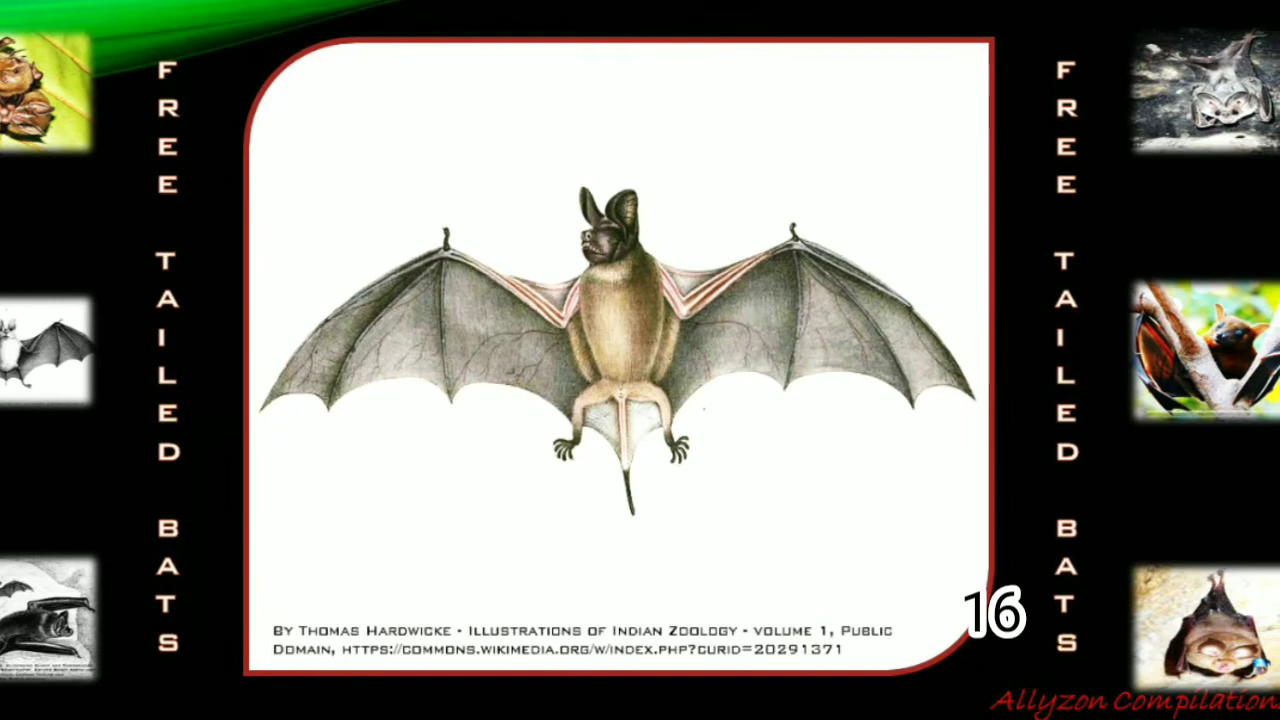 FREE TAILED BATS
BY THOMAS HARDWICKE - ILLUSTRATIONS OF INDIAN ZOOLOGY - VOLUME 1, PUBLIC
DOMAIN, HTTPS://COMMONS.WIKIMEDIA.ORG/W/INDEX.PHP?CURID=20291371
16
FREE TAILED BATS
Allyzon Compilation